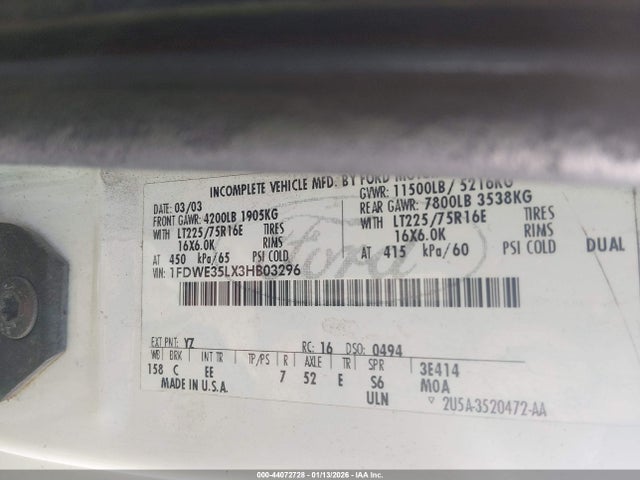 INCOMPLETE VEHICLE MFD. BY FORD MOTOR
DATE: 03/03 GVWR: 11500LB / 5216KG
FRONT GAWR: 4200LB 1905KG REAR GAWR: 7800LB 3538KG
WITH LT225/75R16E TIRES WITH LT225/75R16E TIRES
16X6.0K RIMS 16X6.0K RIMS
AT 450 kPa/65 PSI COLD AT 415 kPa/60 PSI COLD DUAL
VIN: 1FDWE35LX3HB03296
Ford
EXT PNT: YZ RC: 16 DSO: 0494
WB BRK INT TR TP/PS R AXLE TR SPR 3E414
158 C EE 7 52 E S6 M0A
MADE IN U.S.A. ULN ▽ 2U5A-3520472-AA
000-44072728 - 01/13/2026 - IAA Corp.